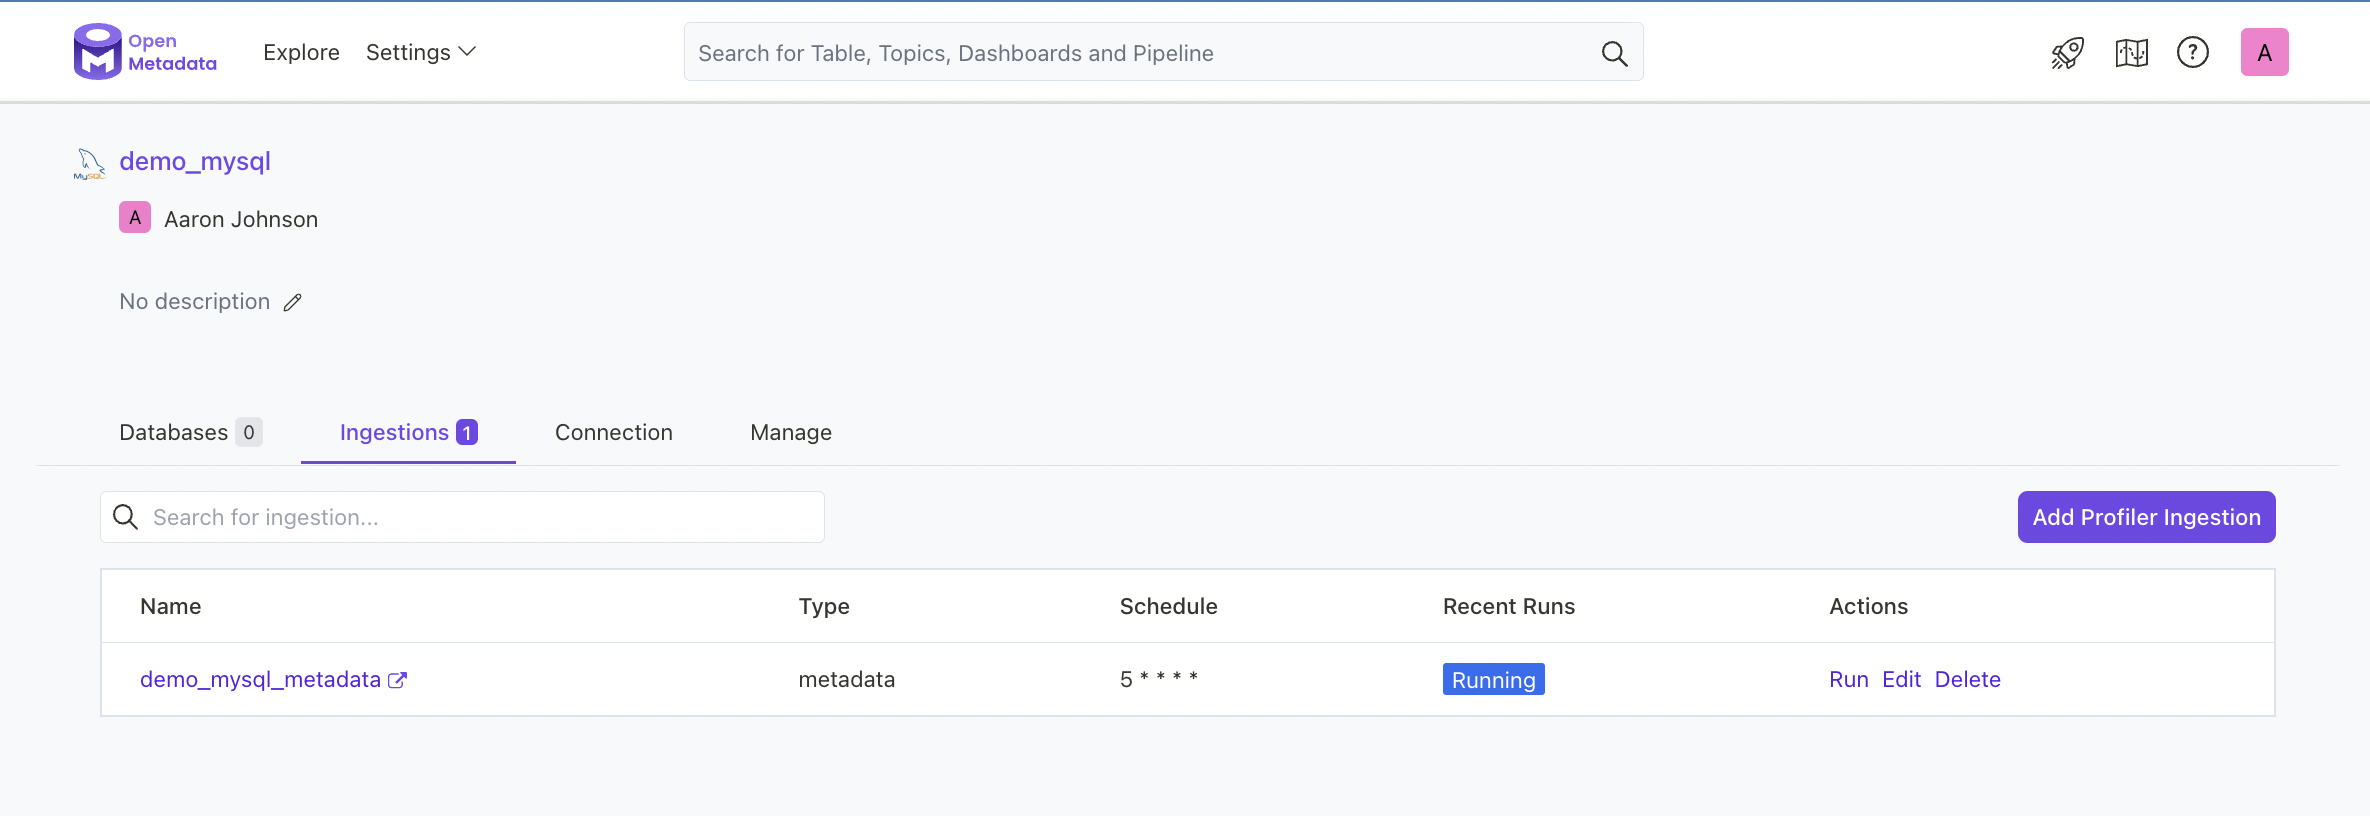 Open
Metadata
Explore Settings
Search for Table, Topics, Dashboards and Pipeline
?
A
MySQL
demo_mysql
A Aaron Johnson
No description
Databases 0 Ingestions 1 Connection Manage
Search for ingestion...
Add Profiler Ingestion
Name Type Schedule Recent Runs Actions
demo_mysql_metadata metadata 5 * * * * Running Run Edit Delete